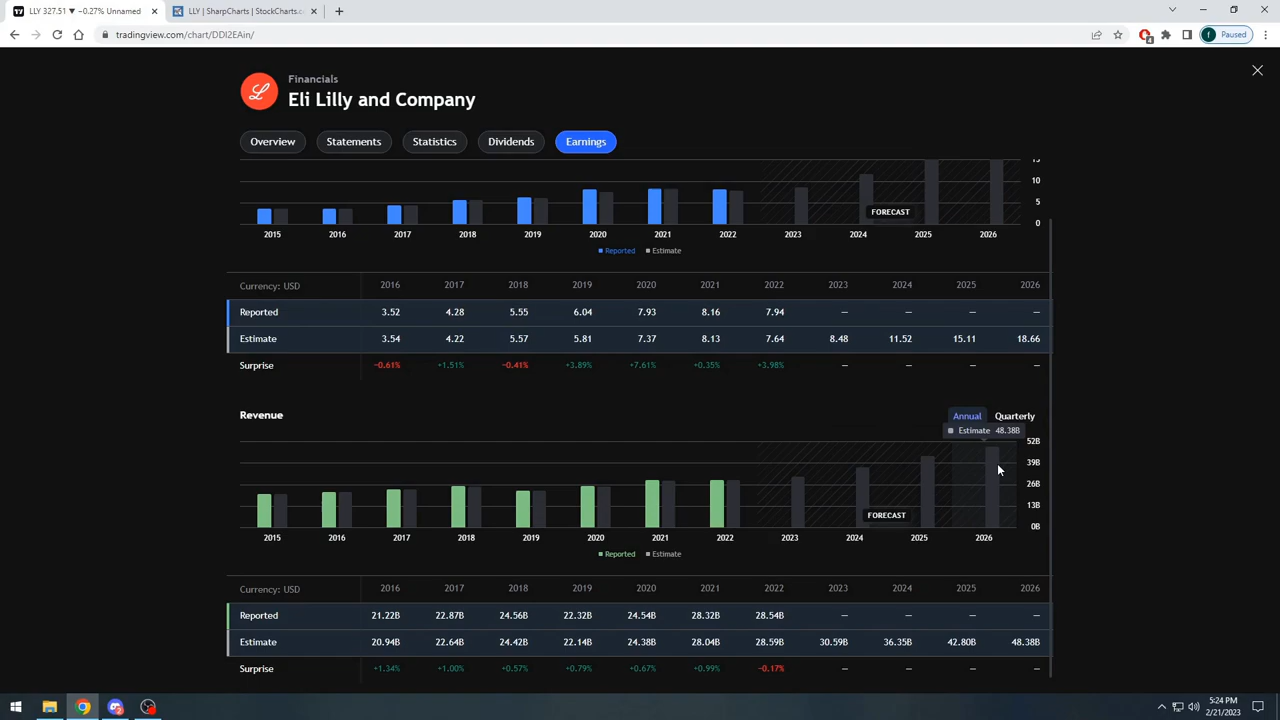 LLY 327.51 ▼ −0.27% Unnamed
LLY | SharpCharts | StockCharts.c
tradingview.com/chart/DDI2EAin/
4
f
Paused
Financials
Eli Lilly and Company
Overview Statements Statistics Dividends Earnings
15
10
5
0
FORECAST
2015 2016 2017 2018 2019 2020 2021 2022 2023 2024 2025 2026
Reported Estimate
Currency: USD 2016 2017 2018 2019 2020 2021 2022 2023 2024 2025 2026
Reported 3.52 4.28 5.55 6.04 7.93 8.16 7.94 — — — —
Estimate 3.54 4.22 5.57 5.81 7.37 8.13 7.64 8.48 11.52 15.11 18.66
Surprise −0.61% +1.51% −0.41% +3.89% +7.61% +0.35% +3.98% — — — —
Revenue
Annual Quarterly
Estimate 48.38B
52B
39B
26B
13B
0B
FORECAST
2015 2016 2017 2018 2019 2020 2021 2022 2023 2024 2025 2026
Reported Estimate
Currency: USD 2016 2017 2018 2019 2020 2021 2022 2023 2024 2025 2026
Reported 21.22B 22.87B 24.56B 22.32B 24.54B 28.32B 28.54B — — — —
Estimate 20.94B 22.64B 24.42B 22.14B 24.38B 28.04B 28.59B 30.59B 36.35B 42.80B 48.38B
Surprise +1.34% +1.00% +0.57% +0.79% +0.67% +0.99% −0.17% — — — —
5:24 PM
2/21/2023